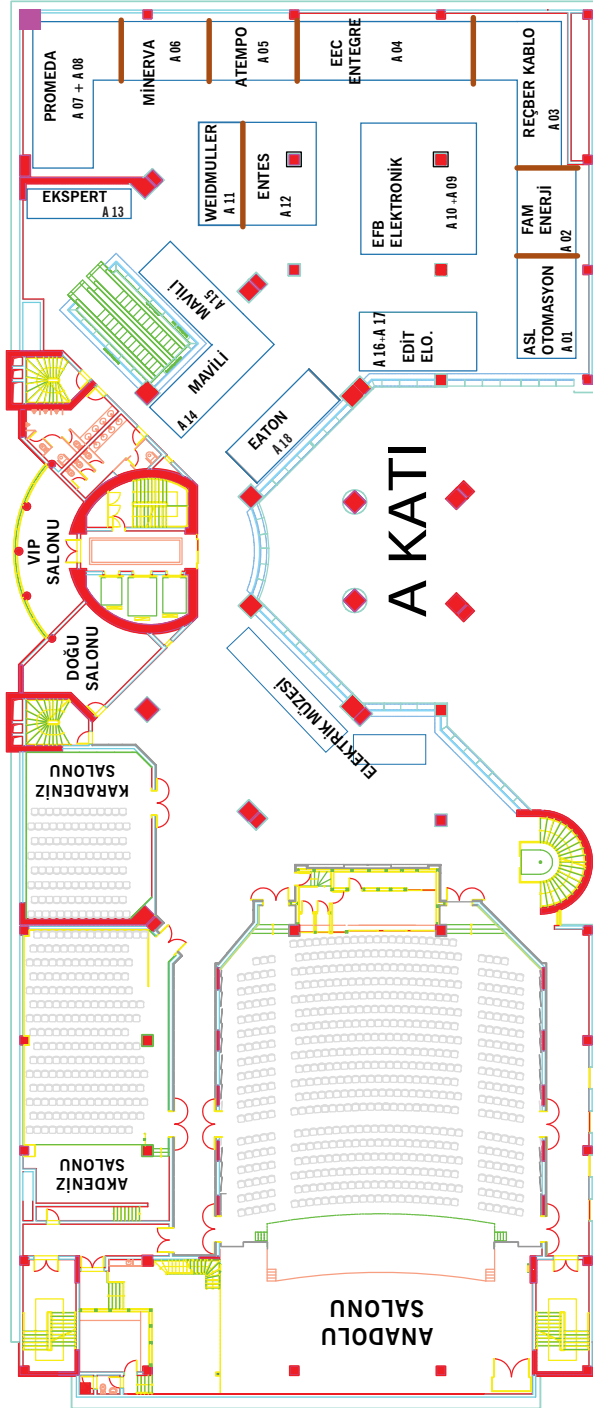 PROMEDA
A 07 + A 08
MİNERVA
A 06
ATEMPO
A 05
EEC
ENTEGRE
A 04
REÇBER KABLO
A 03
EKSPERT
A 13
WEIDMULLER
A 11
ENTES
A 12
EFB
ELEKTRONİK
A 10 +A 09
FAM
ENERJİ
A 02
ASL
OTOMASYON
A 01
MAVİLİ
A15
MAVİLİ
A 14
A 16+A 17
EDİT
ELO.
EATON
A 18
A KATI
VIP
SALONU
DOĞU
SALONU
ELEKTRİK MÜZESİ
KARADENİZ
SALONU
AKDENİZ
SALONU
ANADOLU
SALONU